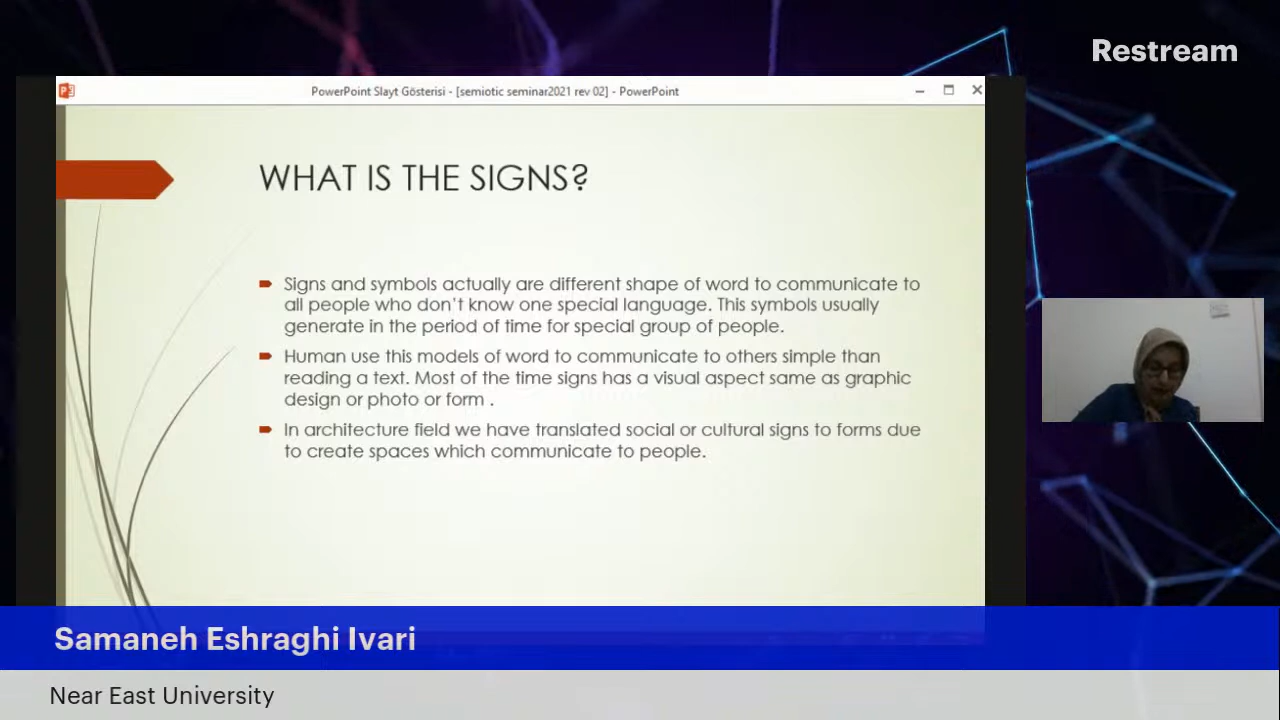 Restream
PowerPoint Slayt Gösterisi - [semiotic seminar2021 rev 02] - PowerPoint
WHAT IS THE SIGNS?
Signs and symbols actually are different shape of word to communicate to
all people who don't know one special language. This symbols usually
generate in the period of time for special group of people.
Human use this models of word to communicate to others simple than
reading a text. Most of the time signs has a visual aspect same as graphic
design or photo or form .
In architecture field we have translated social or cultural signs to forms due
to create spaces which communicate to people.
Samaneh Eshraghi Ivari
Near East University